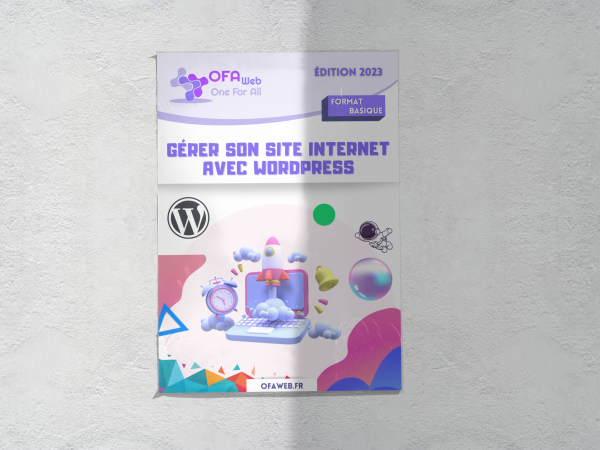 OFA Web
One For All
ÉDITION 2023
FORMAT
BASIQUE
GÉRER SON SITE INTERNET
AVEC WORDPRESS
OFAWEB.FR